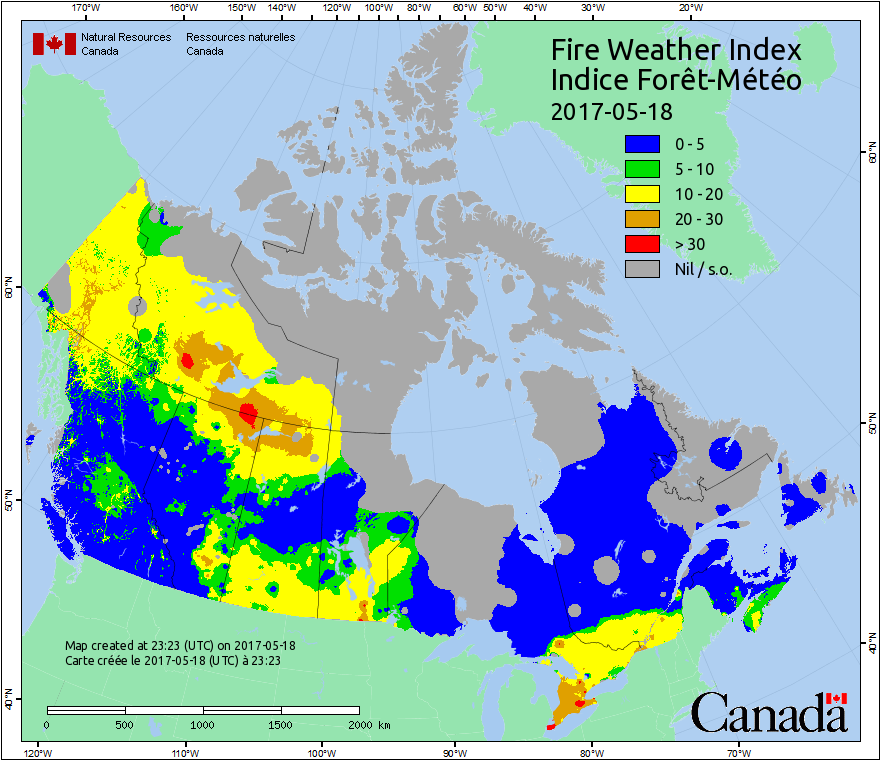 170°W 160°W 150°W 140°W 130°W 120°W 110°W 100°W 90°W 80°W 70°W 60°W 50°W 40°W 30°W 20°W
Natural Resources Canada
Ressources naturelles Canada
Fire Weather Index
Indice Forêt-Météo
2017-05-18
0 - 5
5 - 10
10 - 20
20 - 30
> 30
Nil / s.o.
60°N
50°N
40°N
60°N
50°N
40°N
Map created at 23:23 (UTC) on 2017-05-18
Carte créée le 2017-05-18 (UTC) à 23:23
0 500 1000 1500 2000 km
Canada
120°W 110°W 100°W 90°W 80°W 70°W